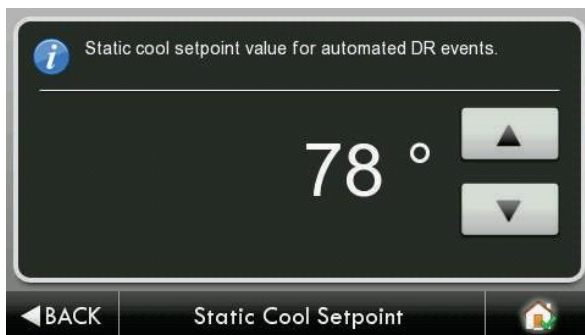 Static cool setpoint value for automated DR events.
78 °
BACK
Static Cool Setpoint